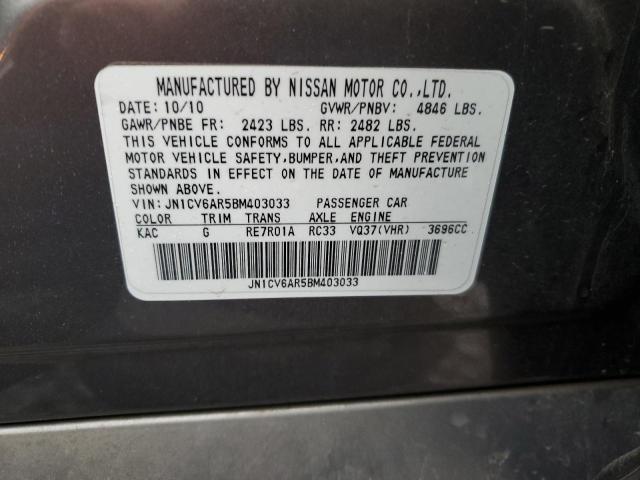 MANUFACTURED BY NISSAN MOTOR CO.,LTD.
DATE: 10/10 GVWR/PNBV: 4846 LBS.
GAWR/PNBE FR: 2423 LBS. RR: 2482 LBS.
THIS VEHICLE CONFORMS TO ALL APPLICABLE FEDERAL
MOTOR VEHICLE SAFETY,BUMPER,AND THEFT PREVENTION
STANDARDS IN EFFECT ON THE DATE OF MANUFACTURE
SHOWN ABOVE.
VIN: JN1CV6AR5BM403033 PASSENGER CAR
COLOR TRIM TRANS AXLE ENGINE
KAC G RE7R01A RC33 VQ37(VHR) 3696CC
JN1CV6AR5BM403033